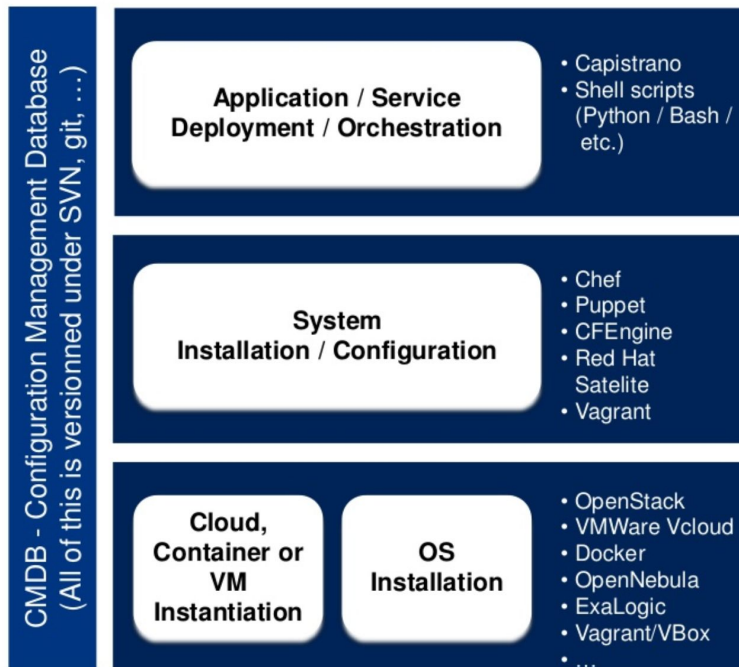 CMDB - Configuration Management Database
(All of this is versionned under SVN, git, ...)
Application / Service
Deployment / Orchestration
• Capistrano
• Shell scripts
(Python / Bash /
etc.)
System
Installation / Configuration
• Chef
• Puppet
• CFEngine
• Red Hat
Satelite
• Vagrant
Cloud,
Container or
VM
Instantiation
OS
Installation
• OpenStack
• VMWare Vcloud
• Docker
• OpenNebula
• ExaLogic
• Vagrant/VBox
• ...